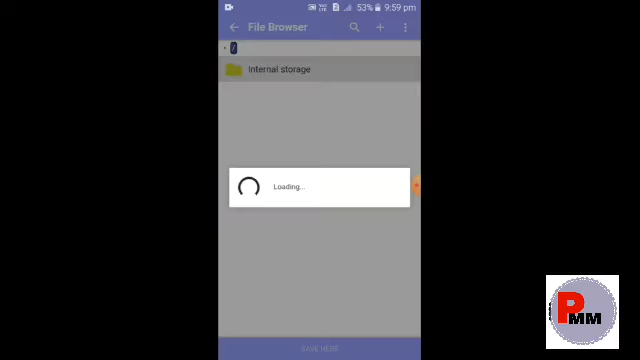 53% 9:59 pm
File Browser
/
Internal storage
Loading...
SAVE HERE
PMM